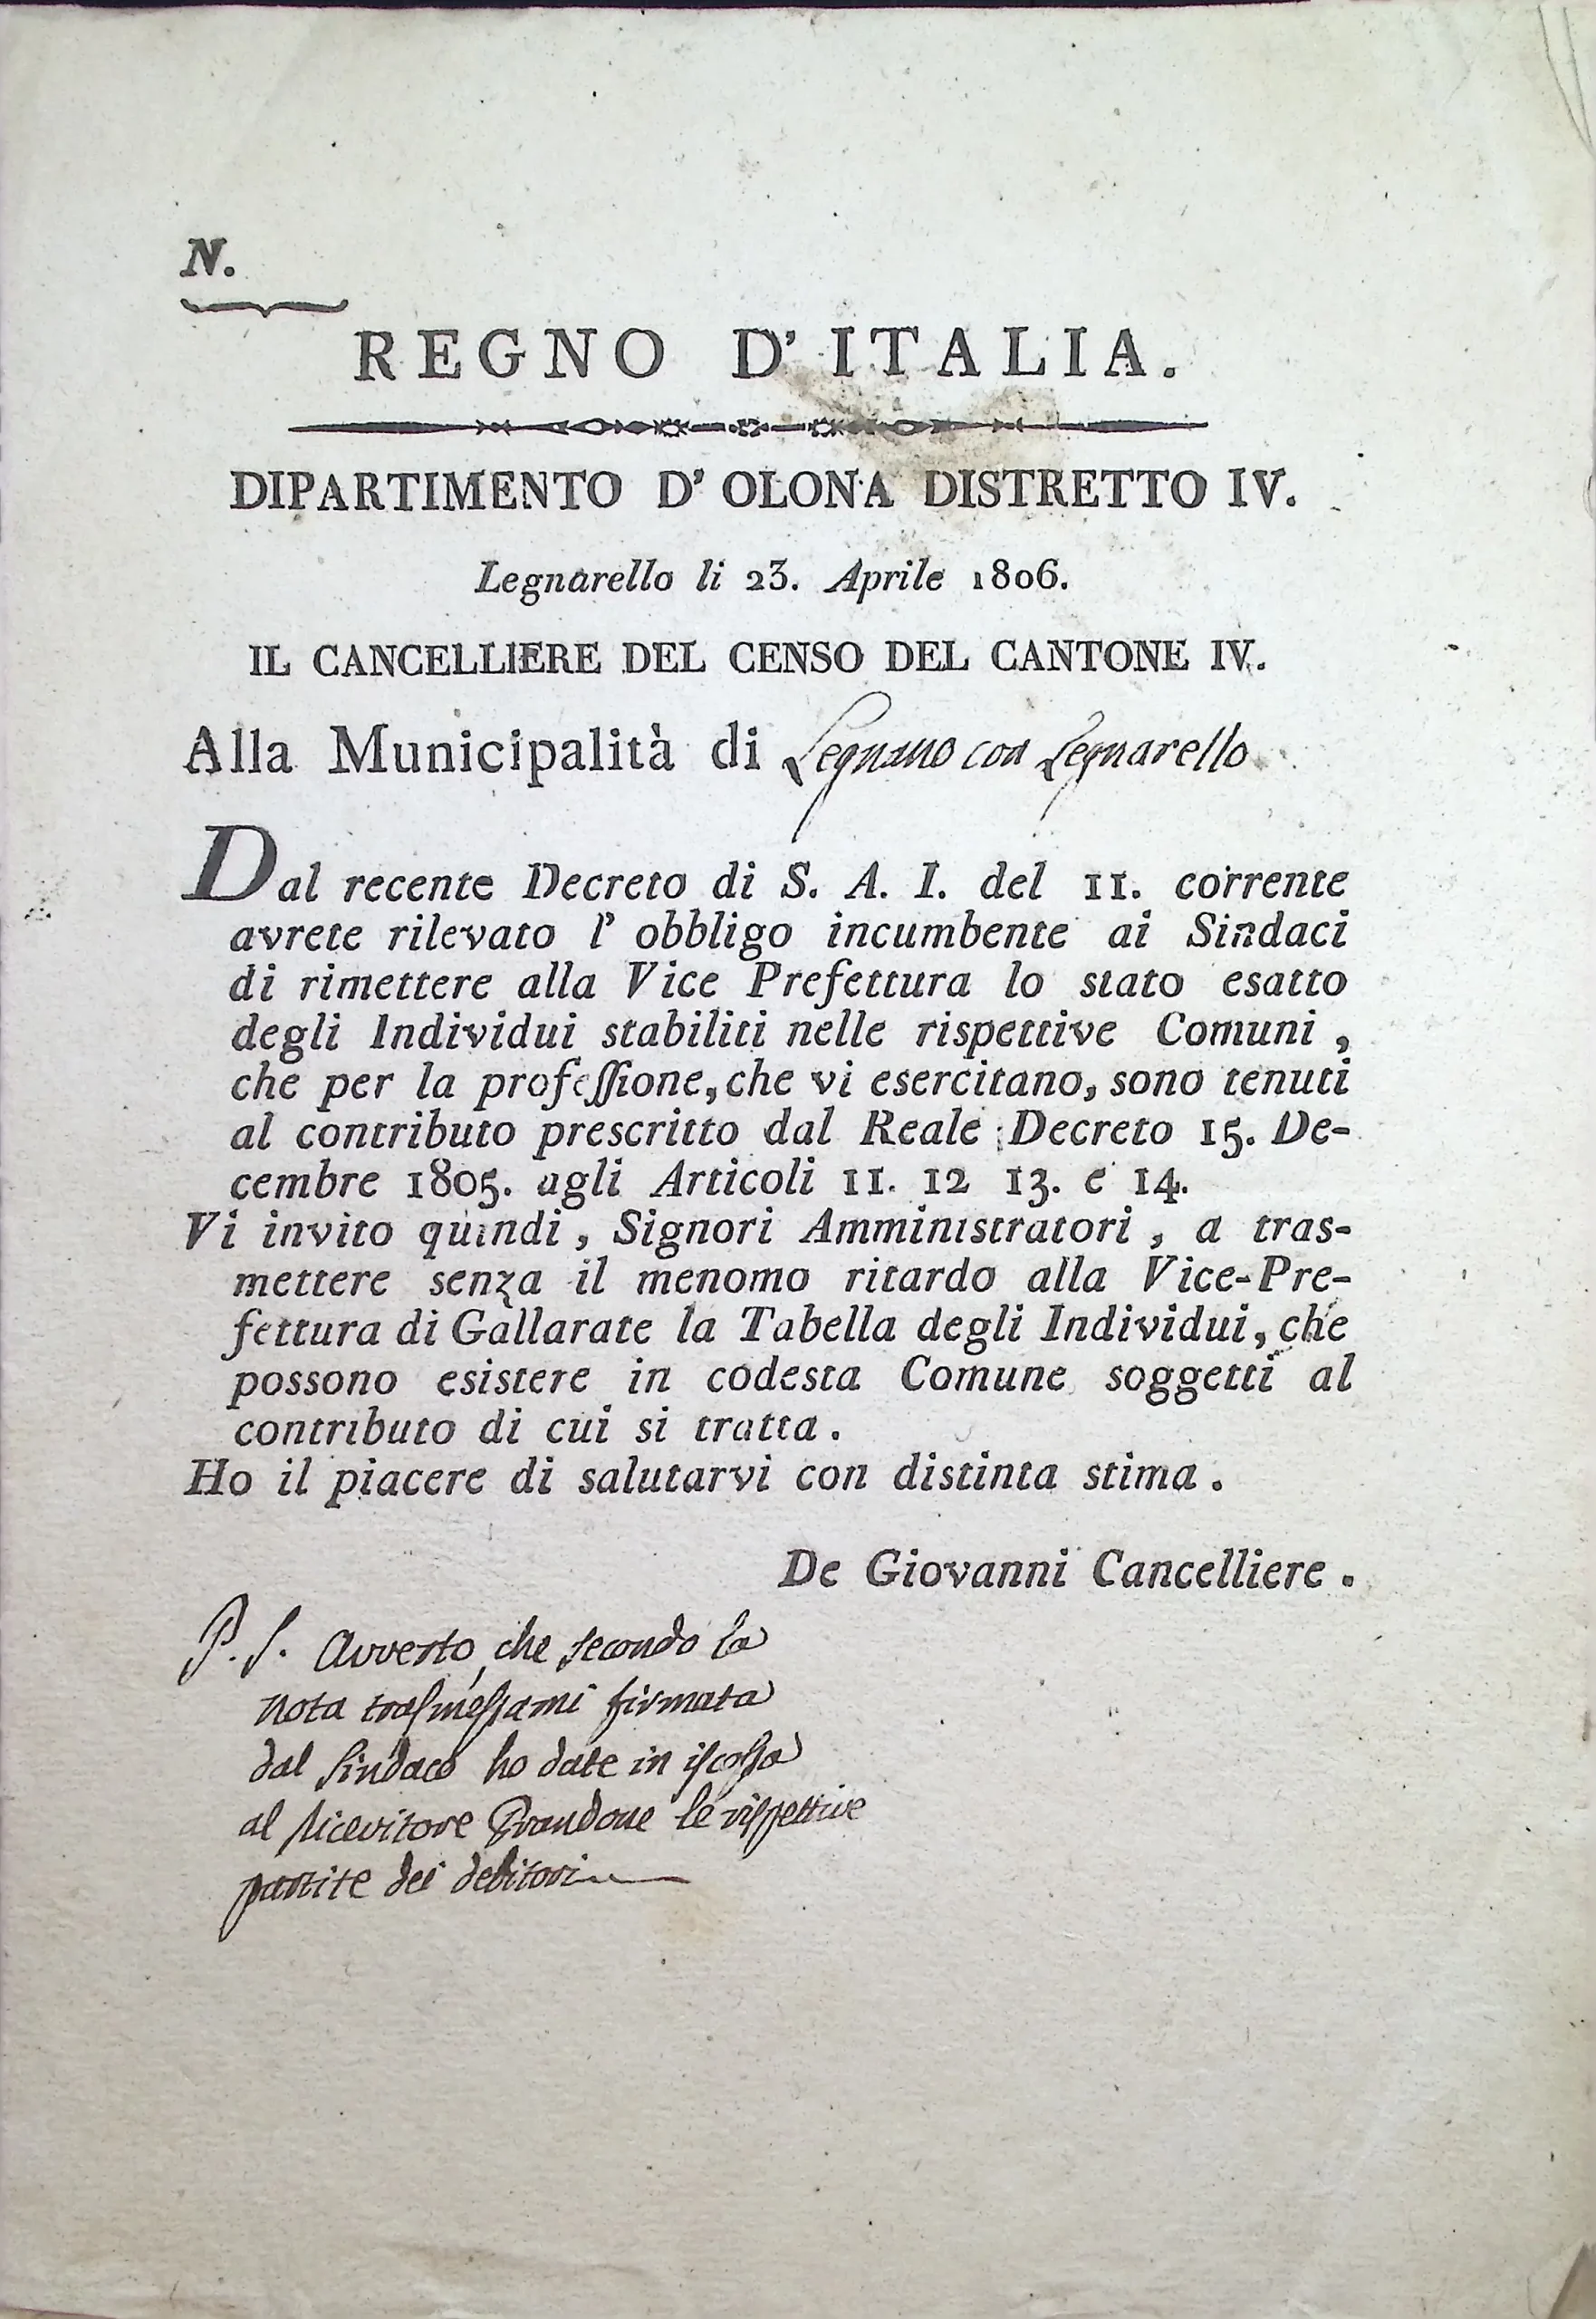 N.
REGNO D'ITALIA.
DIPARTIMENTO D' OLONA DISTRETTO IV.
Legnarello li 23. Aprile 1806.
IL CANCELLIERE DEL CENSO DEL CANTONE IV.
Alla Municipalità di Legnano con Legnarello
Dal recente Decreto di S. A. I. del 11. corrente
avrete rilevato l' obbligo incumbente ai Sindaci
di rimettere alla Vice Prefettura lo stato esatto
degli Individui stabiliti nelle rispettive Comuni,
che per la profeſſione, che vi esercitano, sono tenuti
al contributo prescritto dal Reale Decreto 15. De-
cembre 1805. agli Articoli 11. 12 13. e 14.
Vi invito quindi, Signori Amministratori, a tras-
mettere senza il menomo ritardo alla Vice-Pre-
fettura di Gallarate la Tabella degli Individui, che
possono esistere in codesta Comune soggetti al
contributo di cui si tratta.
Ho il piacere di salutarvi con distinta stima.
De Giovanni Cancelliere.
P. S. Avverto, che secondo la
nota traſmeſsami firmata
dal Sindaco ho date in iſcoſsa
al Ricevitore le riſpettive
partite dei debitori